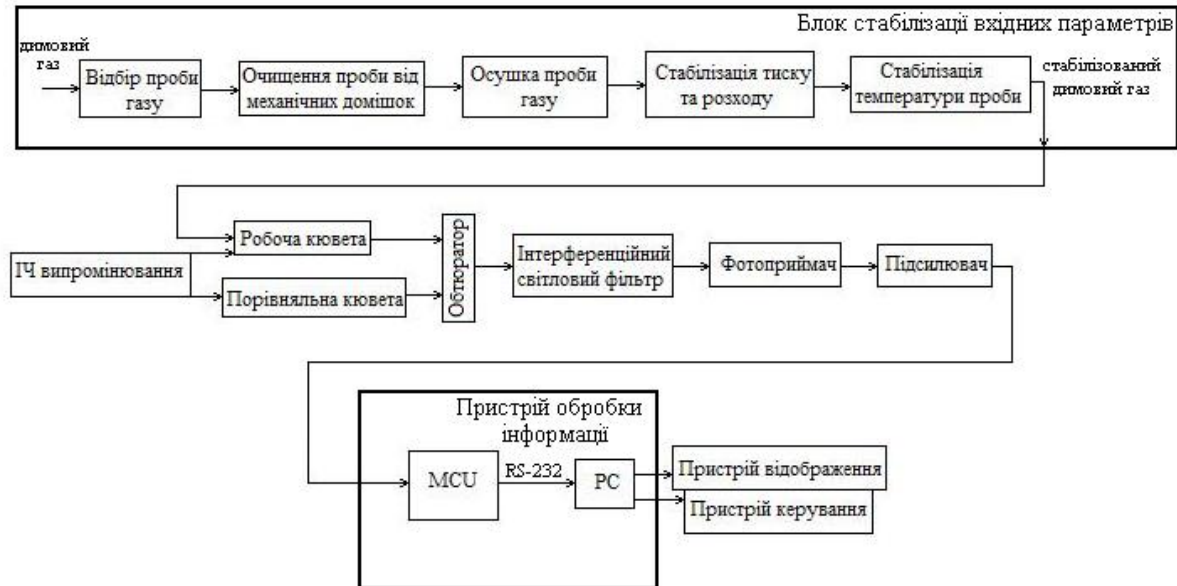 Блок стабілізації вхідних параметрів
димовий
газ
Відбір проби
газу
Очищення проби від
механічних домішок
Осушка проби
газу
Стабілізація тиску
та розходу
Стабілізація
температури проби
стабілізований
димовий газ
ІЧ випромінювання
Робоча кювета
Порівняльна кювета
Обтюратор
Інтерференційний
світловий фільтр
Фотоприймач
Підсилювач
Пристрій обробки
інформації
MCU
RS-232
PC
Пристрій відображення
Пристрій керування